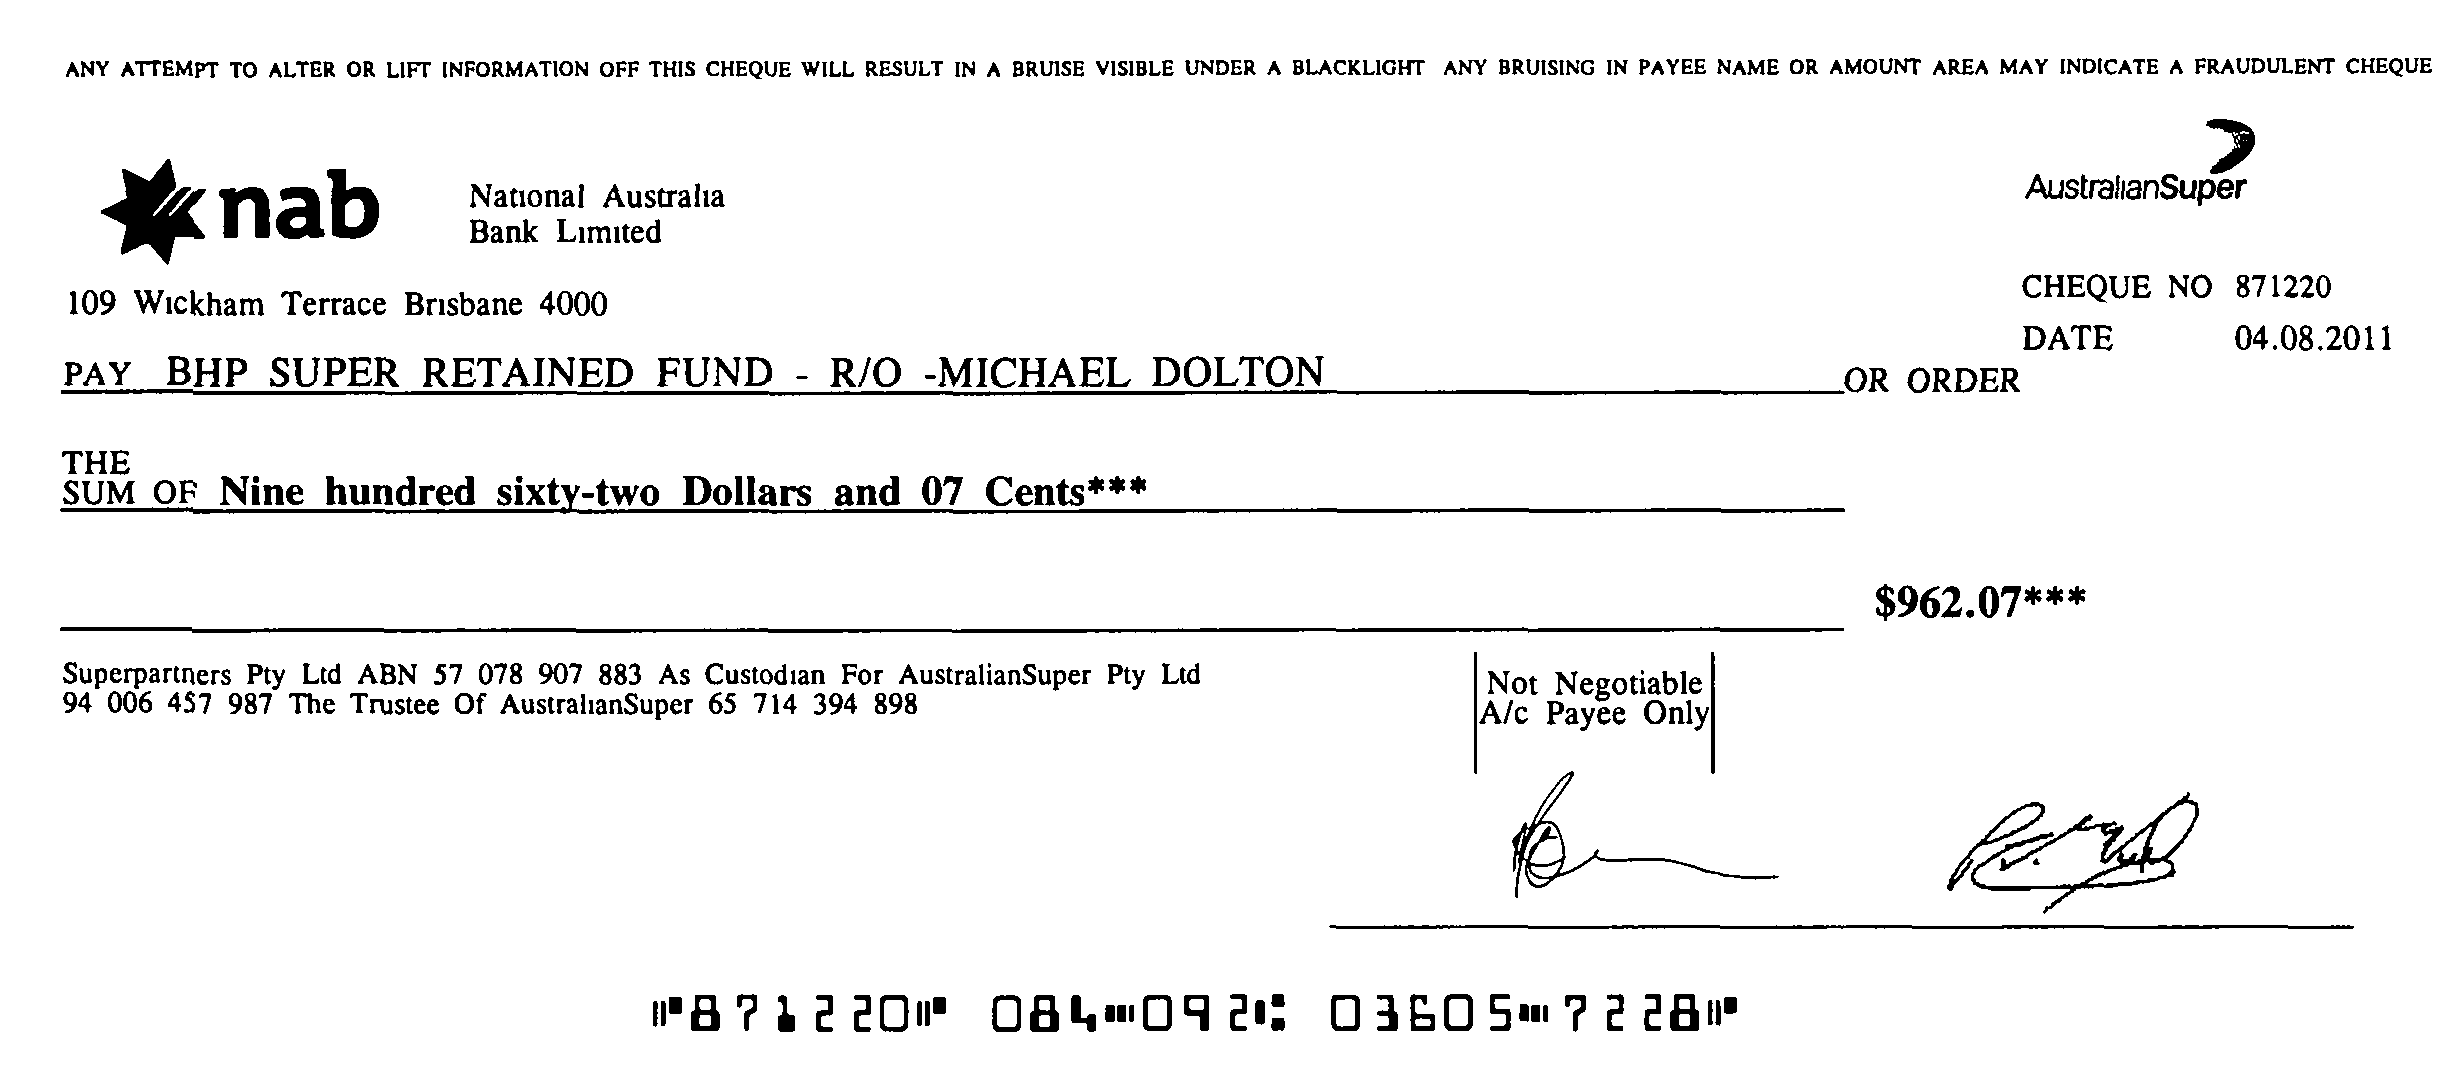 ANY ATTEMPT TO ALTER OR LIFT INFORMATION OFF THIS CHEQUE WILL RESULT IN A BRUISE VISIBLE UNDER A BLACKLIGHT ANY BRUISING IN PAYEE NAME OR AMOUNT AREA MAY INDICATE A FRAUDULENT CHEQUE
nab
National Australia
Bank Limited
AustralianSuper
109 Wickham Terrace Brisbane 4000
CHEQUE NO 871220
DATE 04.08.2011
PAY BHP SUPER RETAINED FUND - R/O -MICHAEL DOLTON OR ORDER
THE
SUM OF Nine hundred sixty-two Dollars and 07 Cents***
$962.07***
Superpartners Pty Ltd ABN 57 078 907 883 As Custodian For AustralianSuper Pty Ltd
94 006 457 987 The Trustee Of AustralianSuper 65 714 394 898
Not Negotiable
A/c Payee Only
⑈871220⑈ 084⑉092⑆ 03605⑉7228⑈